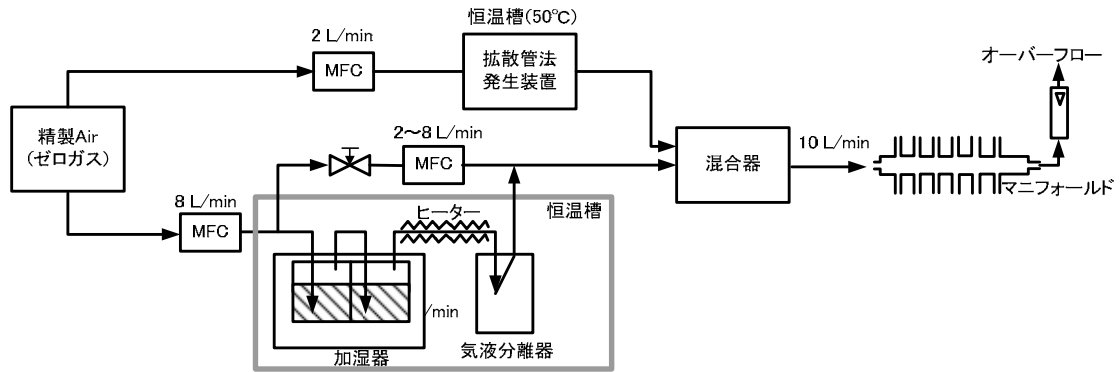 恒温槽(50℃)
2 L/min
MFC
拡散管法
発生装置
オーバーフロー
精製Air
(ゼロガス)
2～8 L/min
MFC
混合器
10 L/min
マニフォールド
8 L/min
MFC
ヒーター
恒温槽
/min
加湿器
気液分離器